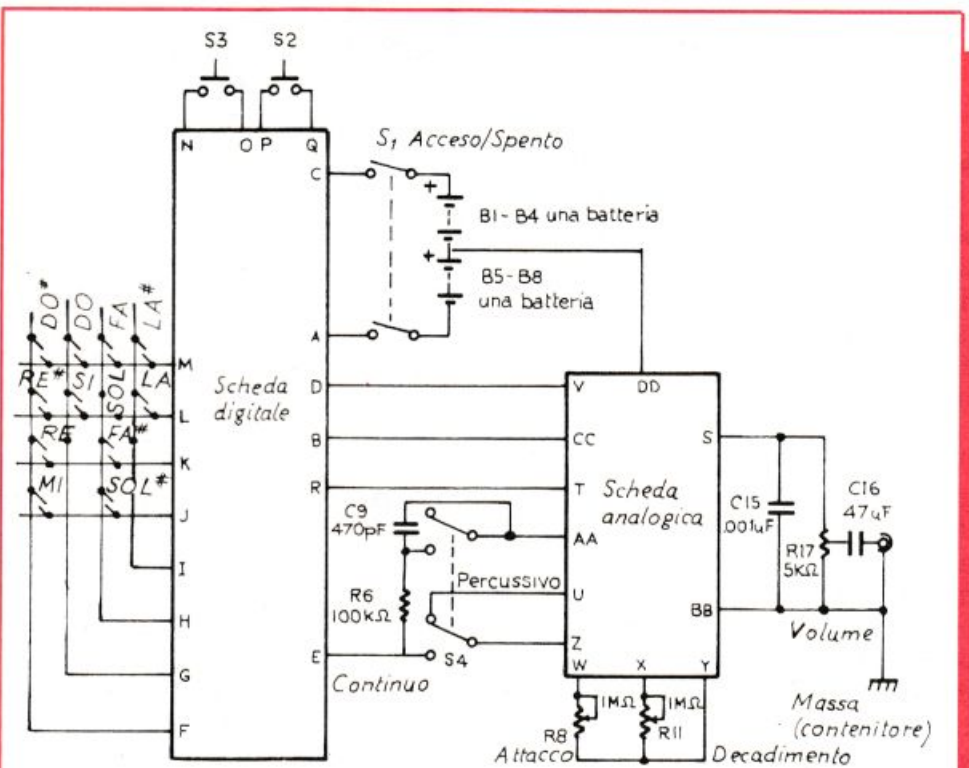 S3 S2
N O P Q
S1 Acceso/Spento
C
+
B1-B4 una batteria
+
B5-B8
una batteria
A
DO# DO FA LA#
M
RE# SI SOL LA
L
RE FA#
K
MI SOL#
J
I
H
G
F
Scheda
digitale
D
B
R
E
V DD
CC S
T
Scheda
analogica
AA
U
Z BB
W X Y
C9
470pF
R6
100kΩ
Percussivo
S4
Continuo
C15
.001uF
C16
47uF
R17
5KΩ
Volume
Massa
(contenitore)
1MΩ 1MΩ
R8 R11
Attacco Decadimento